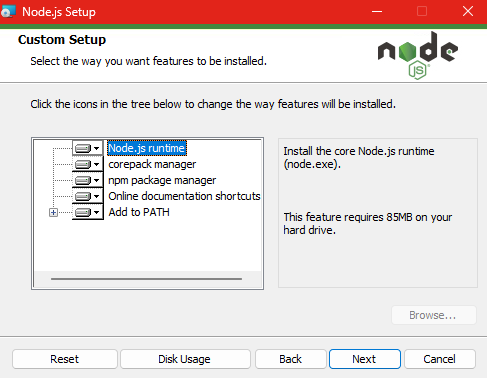 Node.js Setup
Custom Setup
Select the way you want features to be installed.
node
JS
Click the icons in the tree below to change the way features will be installed.
Node.js runtime
corepack manager
npm package manager
Online documentation shortcuts
Add to PATH
Install the core Node.js runtime
(node.exe).
This feature requires 85MB on your
hard drive.
Browse...
Reset
Disk Usage
Back
Next
Cancel